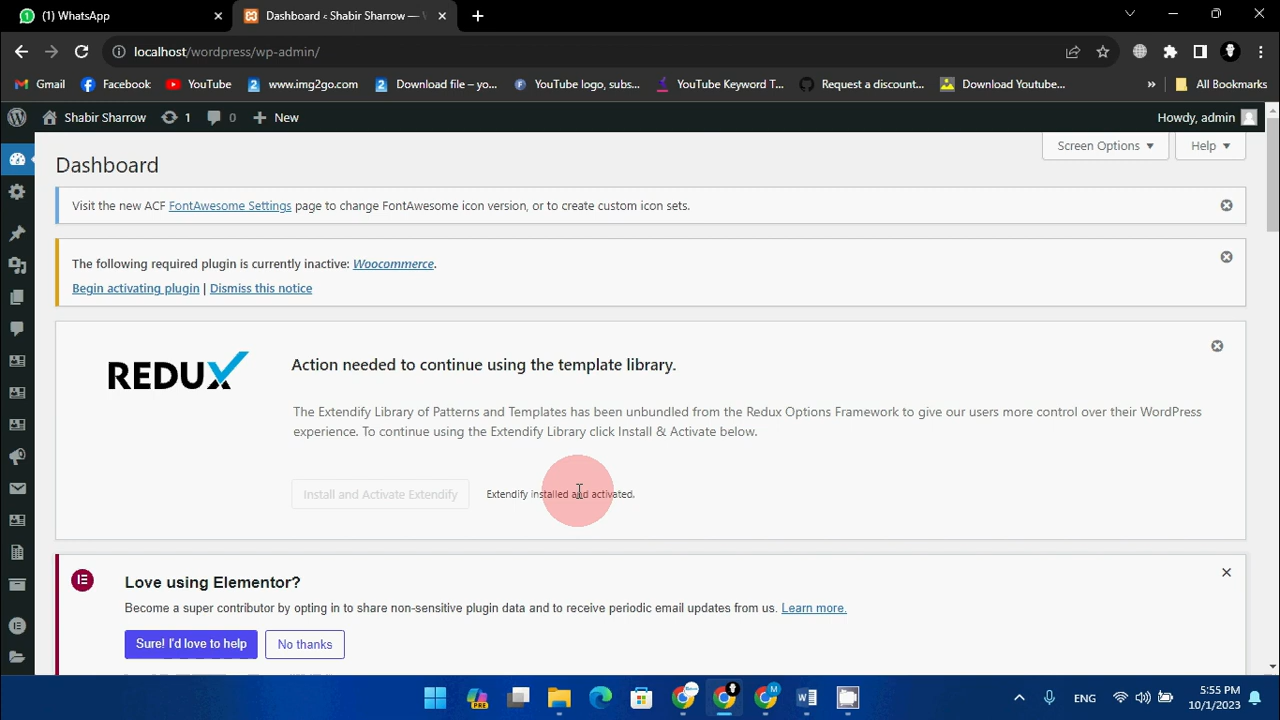 (1) WhatsApp
Dashboard ‹ Shabir Sharrow —
localhost/wordpress/wp-admin/
Gmail
Facebook
YouTube
www.img2go.com
Download file – yo...
YouTube logo, subs...
YouTube Keyword T...
Request a discount...
Download Youtube...
»
All Bookmarks
Shabir Sharrow
1
0
New
Howdy, admin
Screen Options
Help
Dashboard
Visit the new ACF FontAwesome Settings page to change FontAwesome icon version, or to create custom icon sets.
The following required plugin is currently inactive: Woocommerce.
Begin activating plugin | Dismiss this notice
REDUX
Action needed to continue using the template library.
The Extendify Library of Patterns and Templates has been unbundled from the Redux Options Framework to give our users more control over their WordPress
experience. To continue using the Extendify Library click Install & Activate below.
Install and Activate Extendify
Extendify installed and activated.
Love using Elementor?
Become a super contributor by opting in to share non-sensitive plugin data and to receive periodic email updates from us. Learn more.
Sure! I'd love to help
No thanks
PRE
M
ENG
5:55 PM
10/1/2023